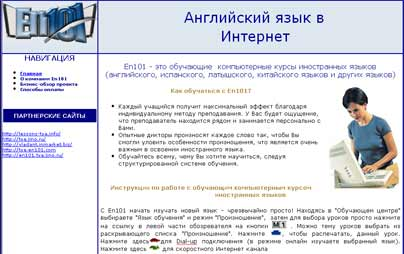 En101
Английский язык в
Интернет
НАВИГАЦИЯ
Главная
О компании En101
Бизнес-обзор проекта
Способы оплаты
ПАРТНЕРСКИЕ САЙТЫ:
http://lessons-tva.info/
http://tva.jino.ru/
http://tva.en101.com
http://en101.tva.jino.ru/
En101 - это обучающие компьютерные курсы иностранных языков
(английского, испанского, латышского, китайского языков и других языков)
Как обучаться с En101?
Каждый учащийся получит максимальный эффект благодаря
индивидуальному методу преподавания. У Вас будет ощущение,
что преподаватель находится рядом и занимается персонально с
Вами.
Опытные дикторы произносят каждое слово так, чтобы Вы
смогли уловить особенности произношения, что является очень
важным в освоении иностранного языка.
Обучайтесь всему, чему Вы хотите научиться, следуя
структурированной системе обучения.
Инструкции по работе с обучающим компьютерным курсом
иностранных языков
С En101 начать изучать новый язык - чрезвычайно просто! Находясь в "Обучающем центре"
выбираете "Язык обучения" и режим "Произношение", затем для выбора уроков просто нажмите
на ссылку в левой части обозревателя на кнопки M:1 . Можно тему уроков выбрать из
раскрывающего списка "Произношение". Нажмите , чтобы распечатать, данный урок.
Нажмите здесь для Dial-up подключения (в режиме онлайн изучаете выбранный язык).
Нажмите здесь для скоростного Интернет канала